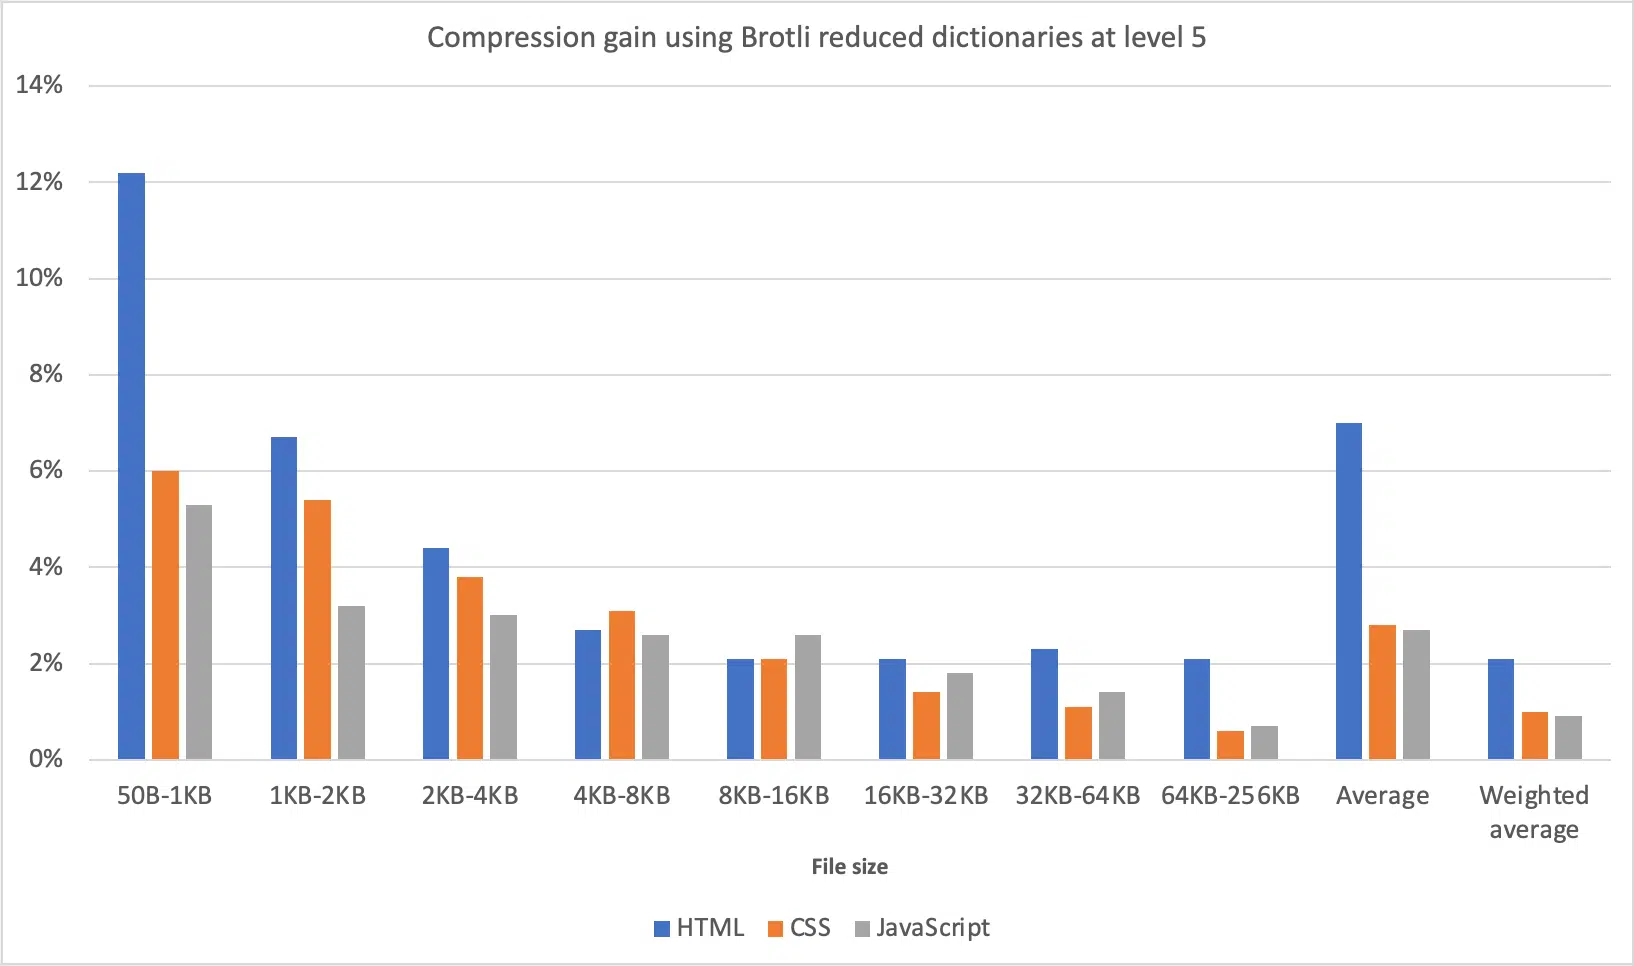 Compression gain using Brotli reduced dictionaries at level 5
14%
12%
10%
8%
6%
4%
2%
0%
50B-1KB 1KB-2KB 2KB-4KB 4KB-8KB 8KB-16KB 16KB-32KB 32KB-64KB 64KB-256KB Average Weighted
average
File size
HTML CSS JavaScript